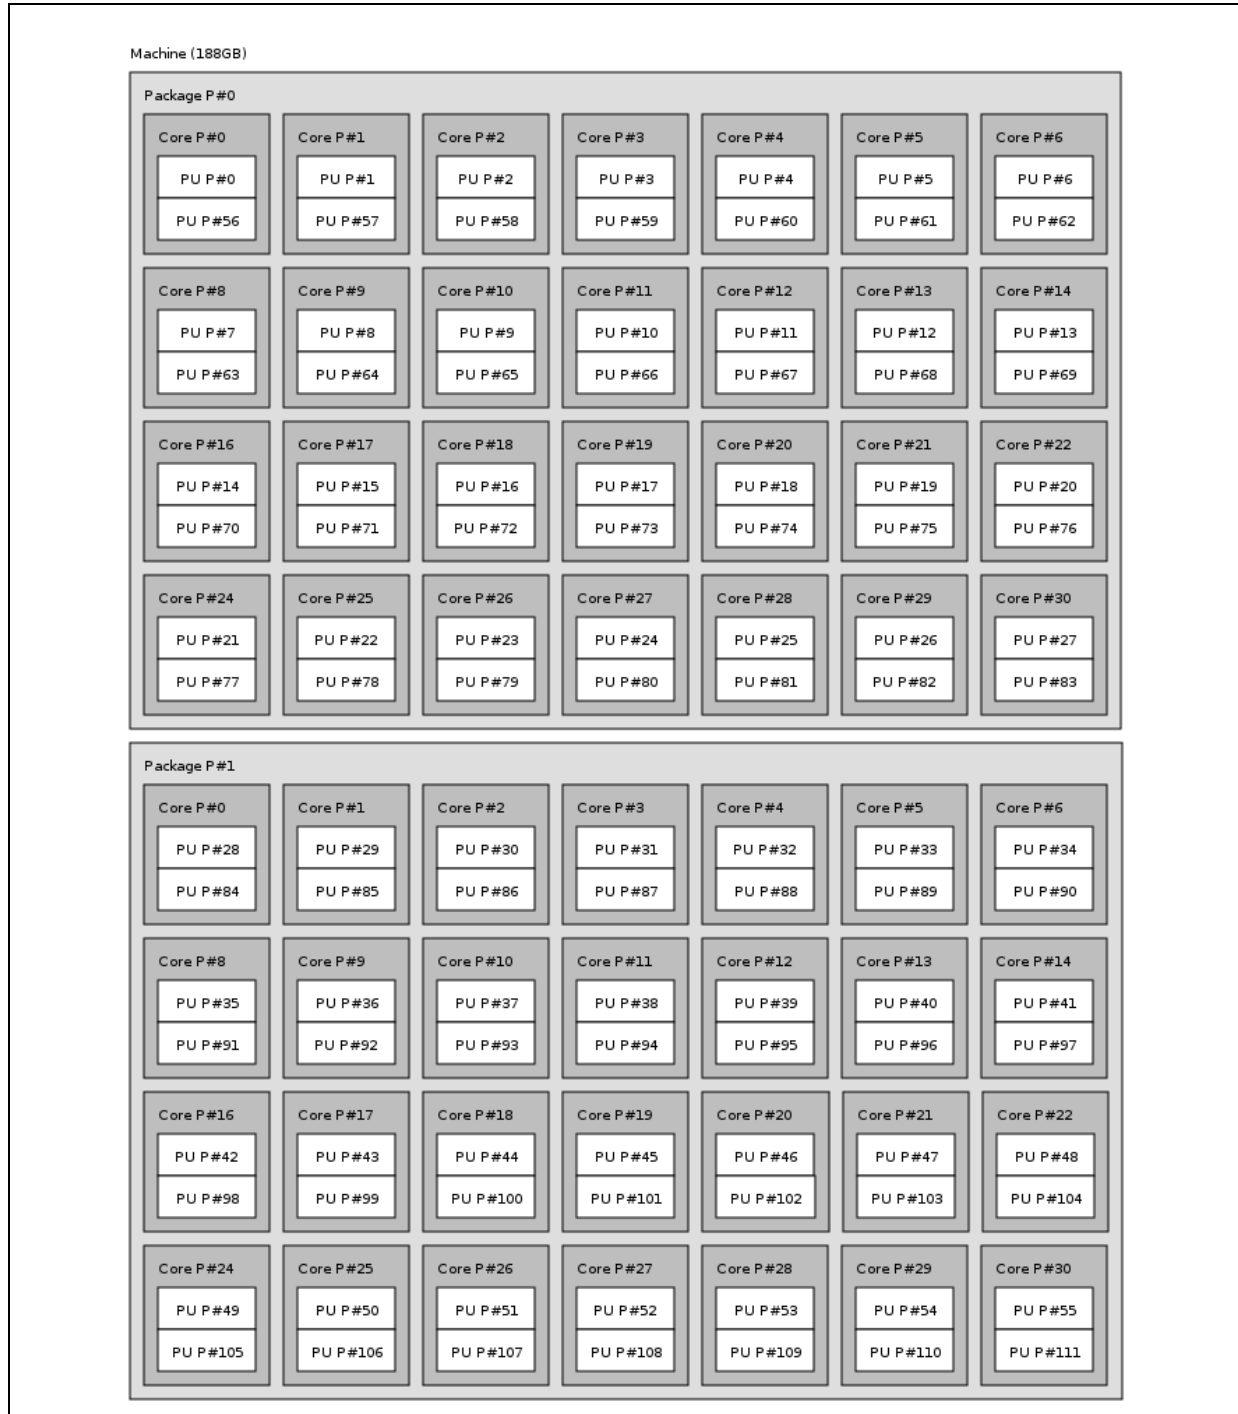 Machine (188GB)
Package P#0
Core P#0 Core P#1 Core P#2 Core P#3 Core P#4 Core P#5 Core P#6
PU P#0 PU P#1 PU P#2 PU P#3 PU P#4 PU P#5 PU P#6
PU P#56 PU P#57 PU P#58 PU P#59 PU P#60 PU P#61 PU P#62
Core P#8 Core P#9 Core P#10 Core P#11 Core P#12 Core P#13 Core P#14
PU P#7 PU P#8 PU P#9 PU P#10 PU P#11 PU P#12 PU P#13
PU P#63 PU P#64 PU P#65 PU P#66 PU P#67 PU P#68 PU P#69
Core P#16 Core P#17 Core P#18 Core P#19 Core P#20 Core P#21 Core P#22
PU P#14 PU P#15 PU P#16 PU P#17 PU P#18 PU P#19 PU P#20
PU P#70 PU P#71 PU P#72 PU P#73 PU P#74 PU P#75 PU P#76
Core P#24 Core P#25 Core P#26 Core P#27 Core P#28 Core P#29 Core P#30
PU P#21 PU P#22 PU P#23 PU P#24 PU P#25 PU P#26 PU P#27
PU P#77 PU P#78 PU P#79 PU P#80 PU P#81 PU P#82 PU P#83
Package P#1
Core P#0 Core P#1 Core P#2 Core P#3 Core P#4 Core P#5 Core P#6
PU P#28 PU P#29 PU P#30 PU P#31 PU P#32 PU P#33 PU P#34
PU P#84 PU P#85 PU P#86 PU P#87 PU P#88 PU P#89 PU P#90
Core P#8 Core P#9 Core P#10 Core P#11 Core P#12 Core P#13 Core P#14
PU P#35 PU P#36 PU P#37 PU P#38 PU P#39 PU P#40 PU P#41
PU P#91 PU P#92 PU P#93 PU P#94 PU P#95 PU P#96 PU P#97
Core P#16 Core P#17 Core P#18 Core P#19 Core P#20 Core P#21 Core P#22
PU P#42 PU P#43 PU P#44 PU P#45 PU P#46 PU P#47 PU P#48
PU P#98 PU P#99 PU P#100 PU P#101 PU P#102 PU P#103 PU P#104
Core P#24 Core P#25 Core P#26 Core P#27 Core P#28 Core P#29 Core P#30
PU P#49 PU P#50 PU P#51 PU P#52 PU P#53 PU P#54 PU P#55
PU P#105 PU P#106 PU P#107 PU P#108 PU P#109 PU P#110 PU P#111